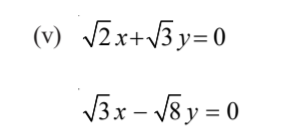 (v) √2x+√3y=0
√3x − √8y = 0